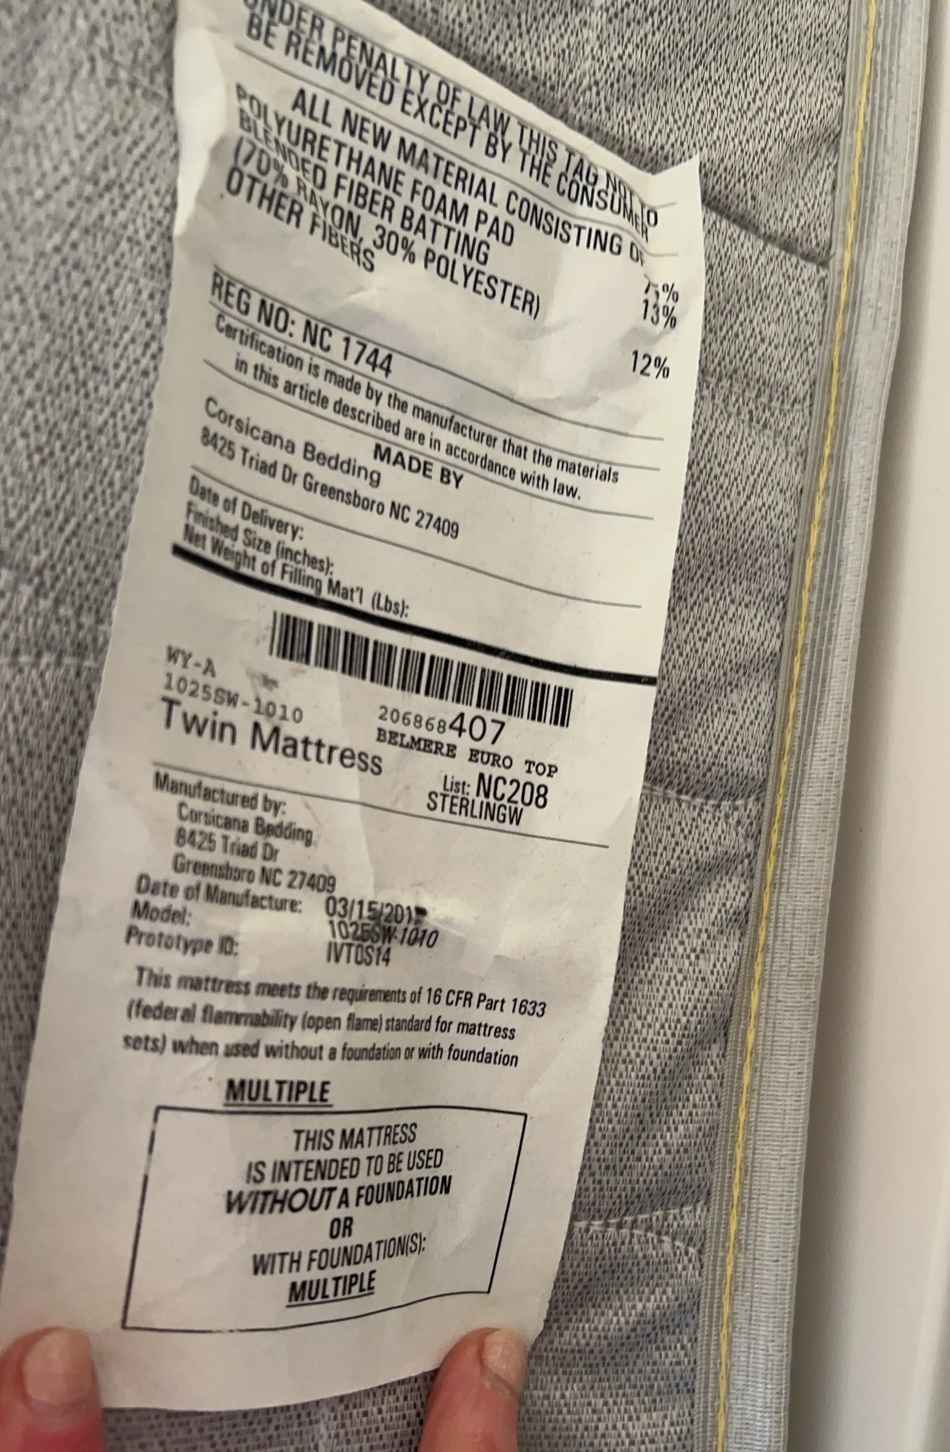 UNDER PENALTY OF LAW THIS TAG NOT TO
BE REMOVED EXCEPT BY THE CONSUMER
ALL NEW MATERIAL CONSISTING OF
POLYURETHANE FOAM PAD
BLENDED FIBER BATTING 13%
(70% RAYON, 30% POLYESTER)
OTHER FIBERS 12%
REG NO: NC 1744
Certification is made by the manufacturer that the materials
in this article described are in accordance with law.
MADE BY
Corsicana Bedding
8425 Triad Dr Greensboro NC 27409
Date of Delivery:
Finished Size (inches):
Net Weight of Filling Mat'l (Lbs):
WY-A
1025SW-1010 206868407
BELMERE EURO TOP
Twin Mattress List: NC208
STERLINGW
Manufactured by:
Corsicana Bedding
8425 Triad Dr
Greensboro NC 27409
Date of Manufacture:
Model: 1025SW-1010
Prototype ID: IVT0S14
This mattress meets the requirements of 16 CFR Part 1633
(federal flammability (open flame) standard for mattress
sets) when used without a foundation or with foundation
MULTIPLE
THIS MATTRESS
IS INTENDED TO BE USED
WITHOUT A FOUNDATION
OR
WITH FOUNDATION(S):
MULTIPLE